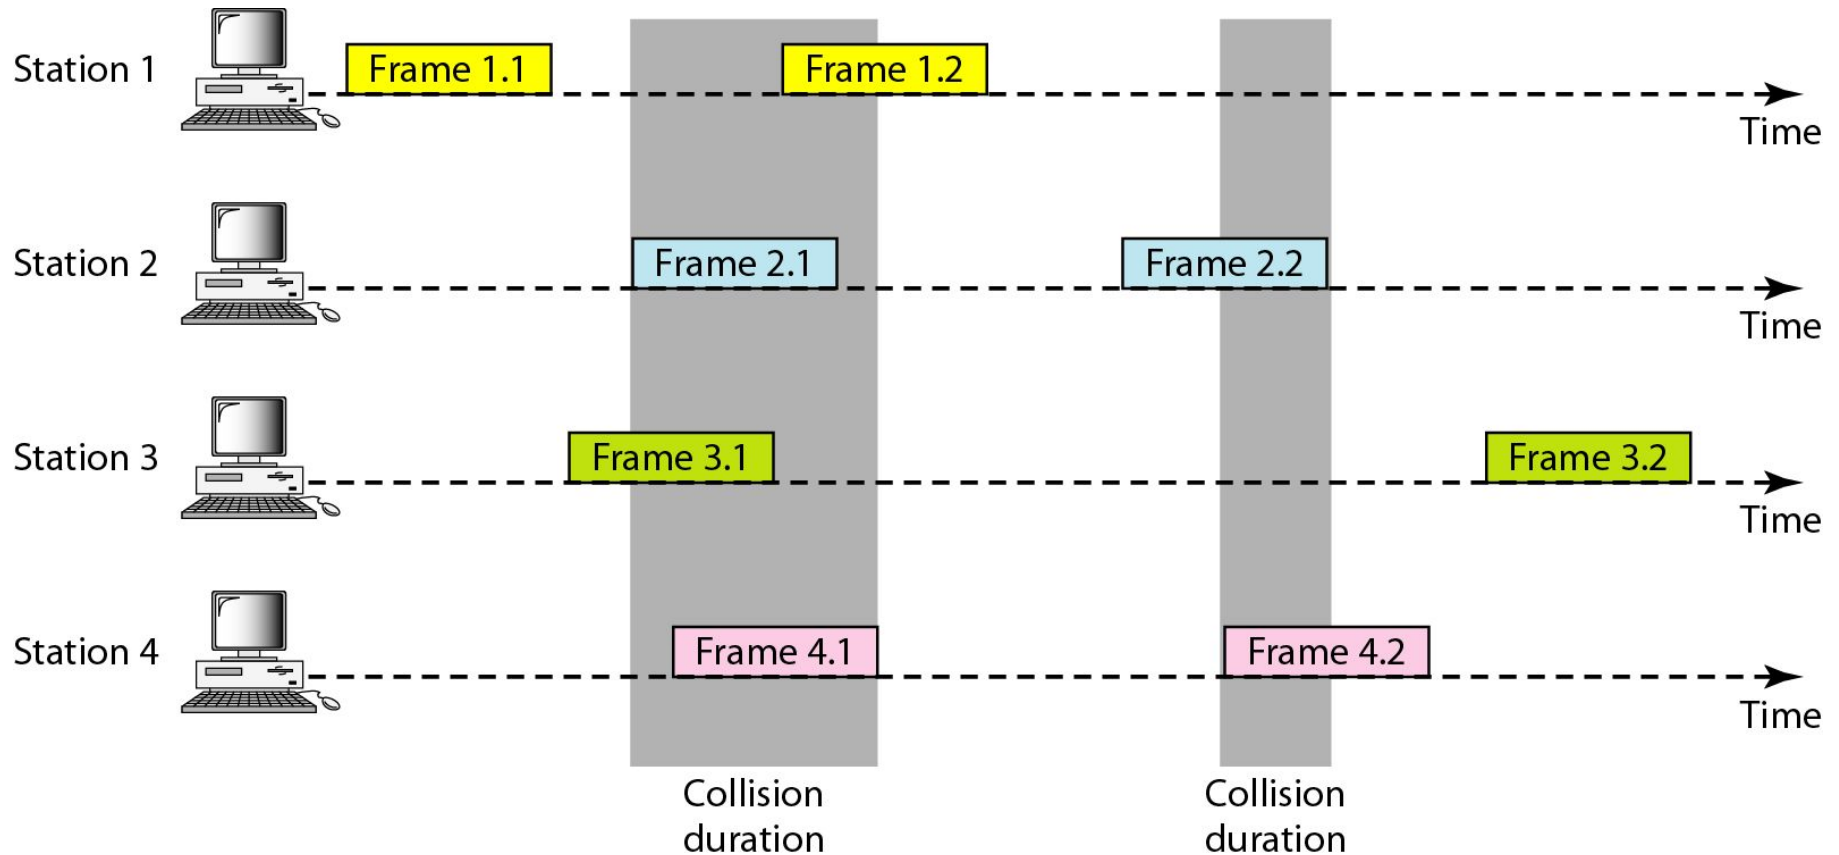 Station 1
Frame 1.1
Frame 1.2
Time
Station 2
Frame 2.1
Frame 2.2
Time
Station 3
Frame 3.1
Frame 3.2
Time
Station 4
Frame 4.1
Frame 4.2
Time
Collision
duration
Collision
duration